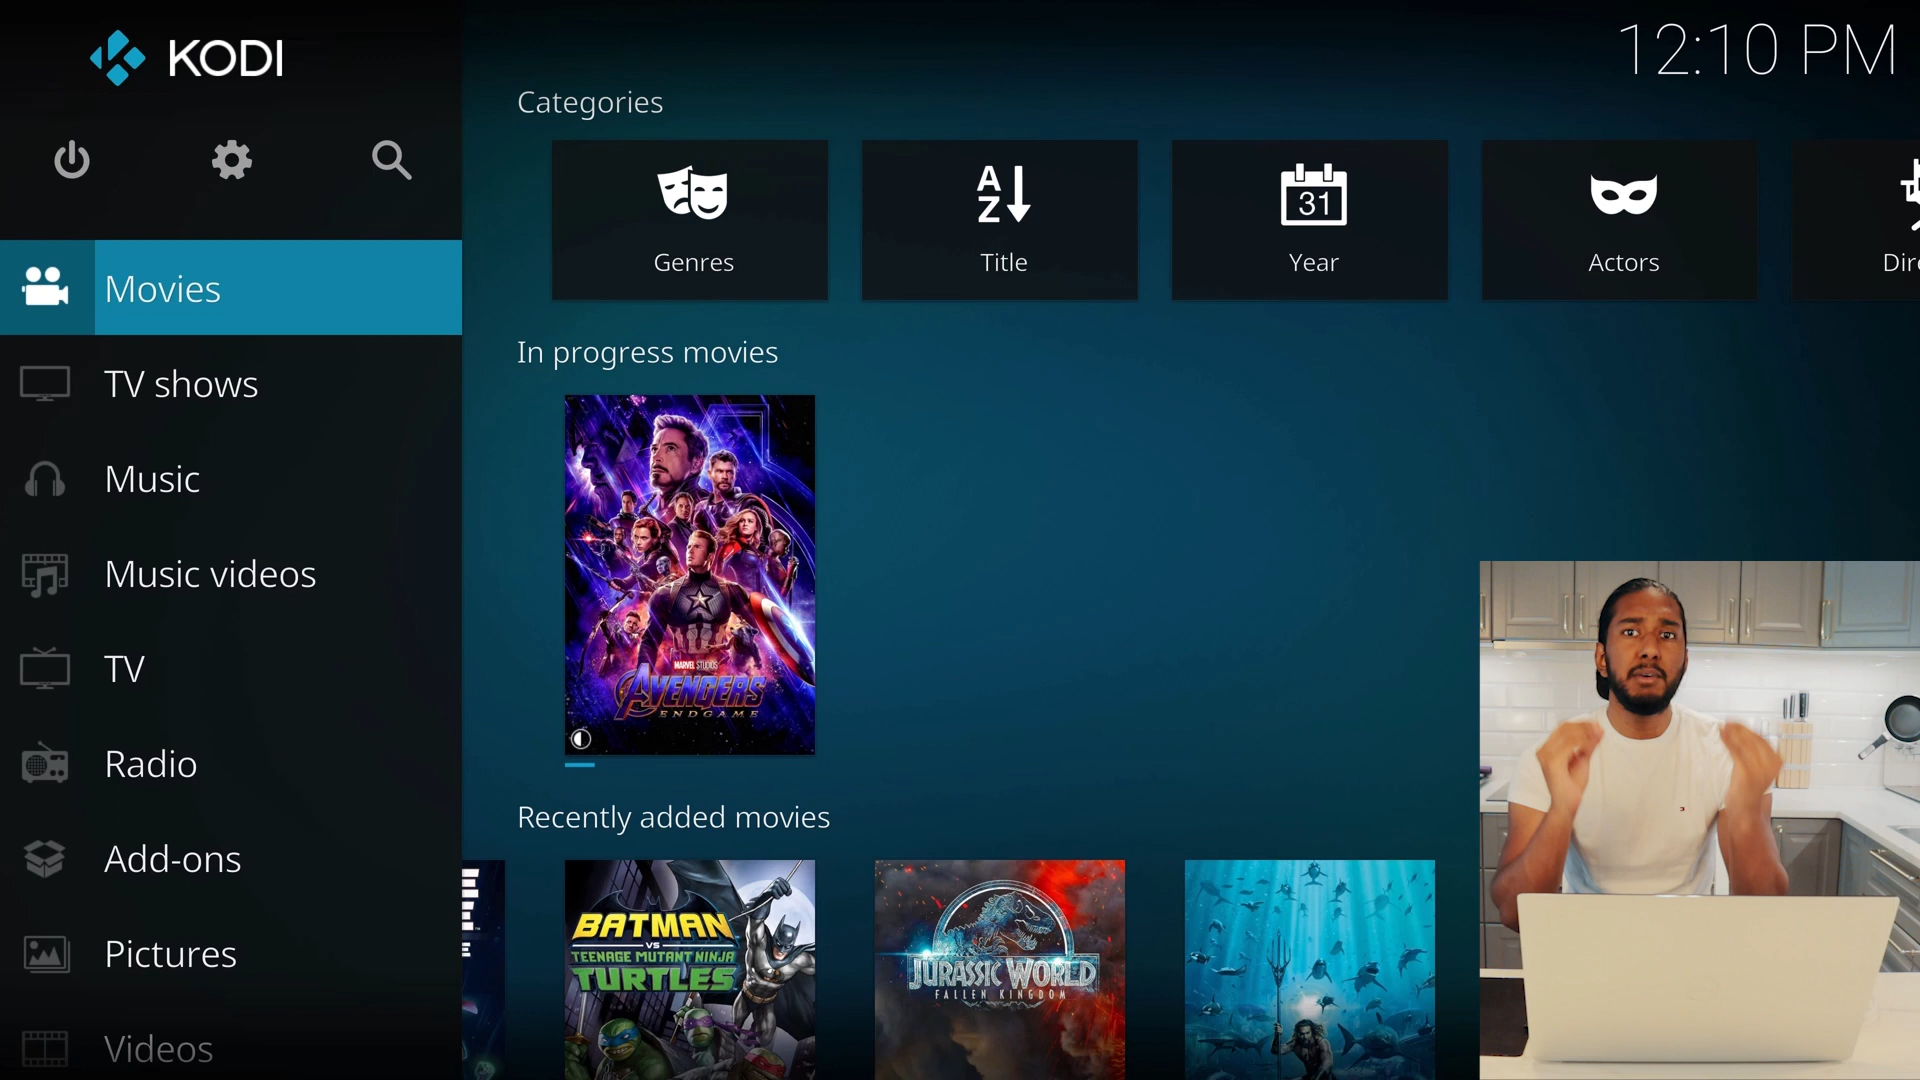 KODI
12:10 PM
Categories
Genres
A
Z
Title
31
Year
Actors
Movies
TV shows
Music
Music videos
TV
Radio
Add-ons
Pictures
Videos
In progress movies
MARVEL STUDIOS
AVENGERS
ENDGAME
Recently added movies
BATMAN
VS
TEENAGE MUTANT NINJA
TURTLES
JURASSIC WORLD
FALLEN KINGDOM